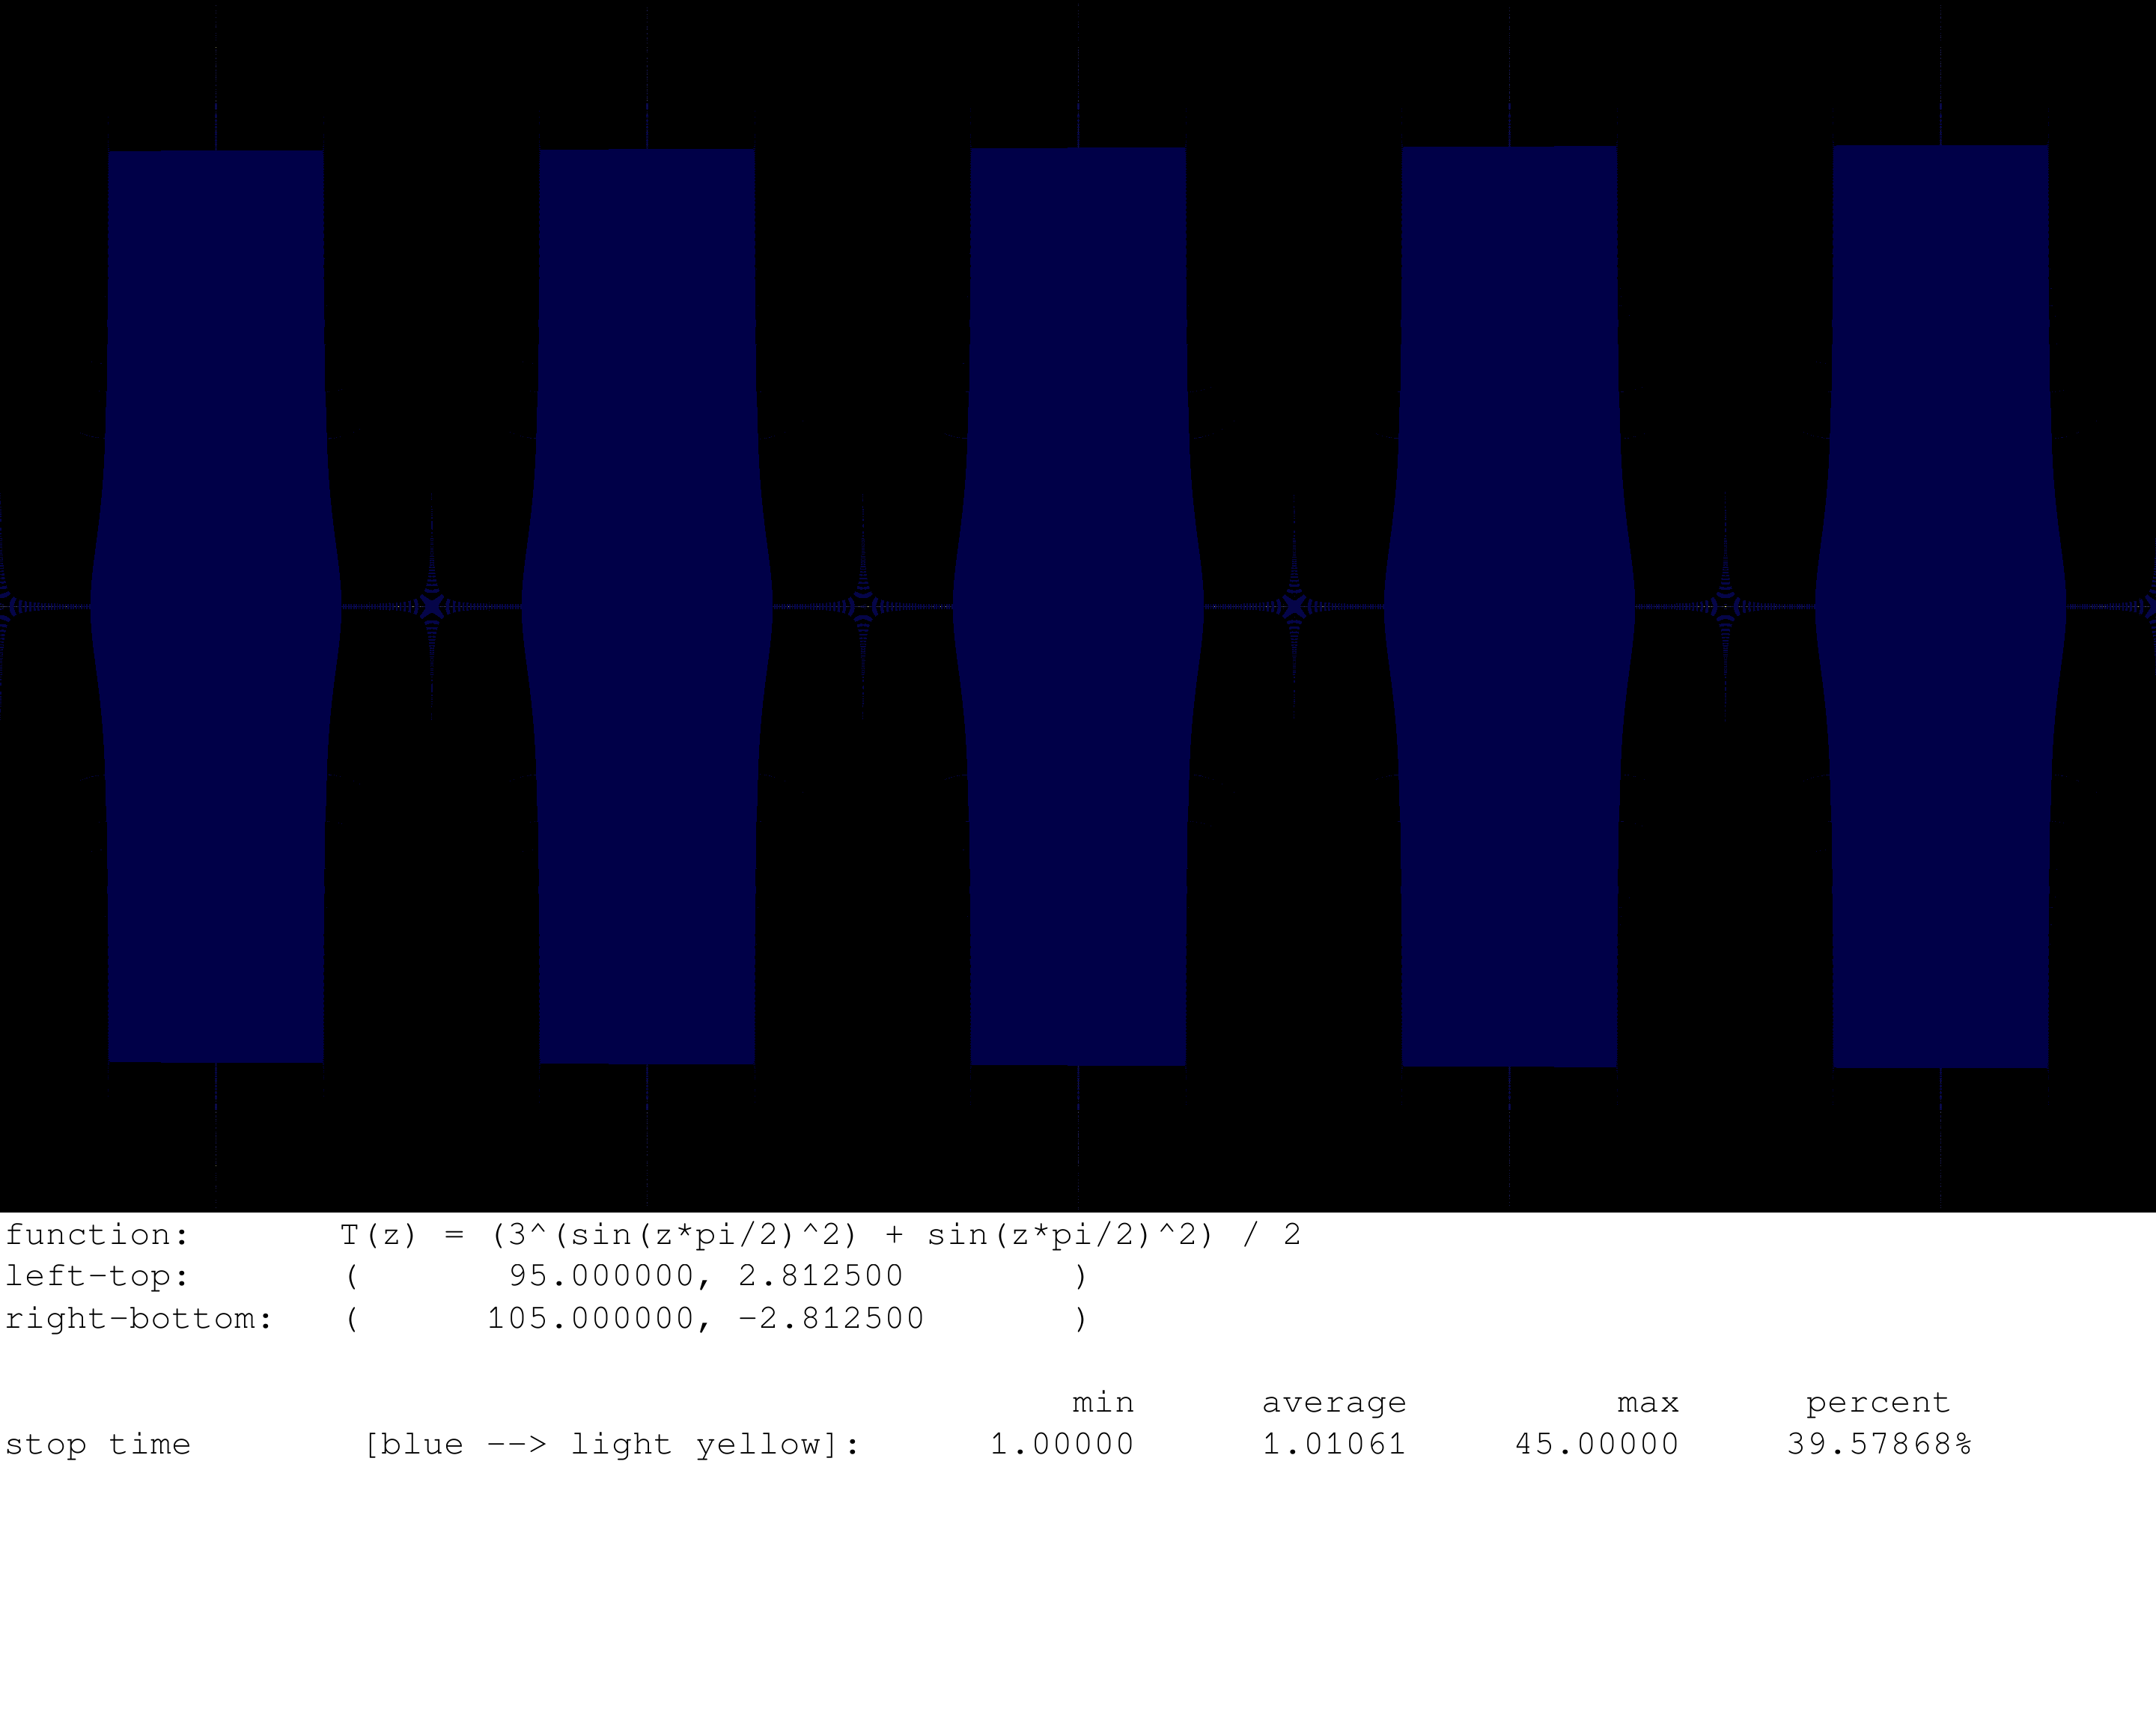 function: T(z) = (3^(sin(z*pi/2)^2) + sin(z*pi/2)^2) / 2
left-top: ( 95.000000, 2.812500 )
right-bottom: ( 105.000000, -2.812500 )
min average max percent
stop time [blue --> light yellow]: 1.00000 1.01061 45.00000 39.57868%